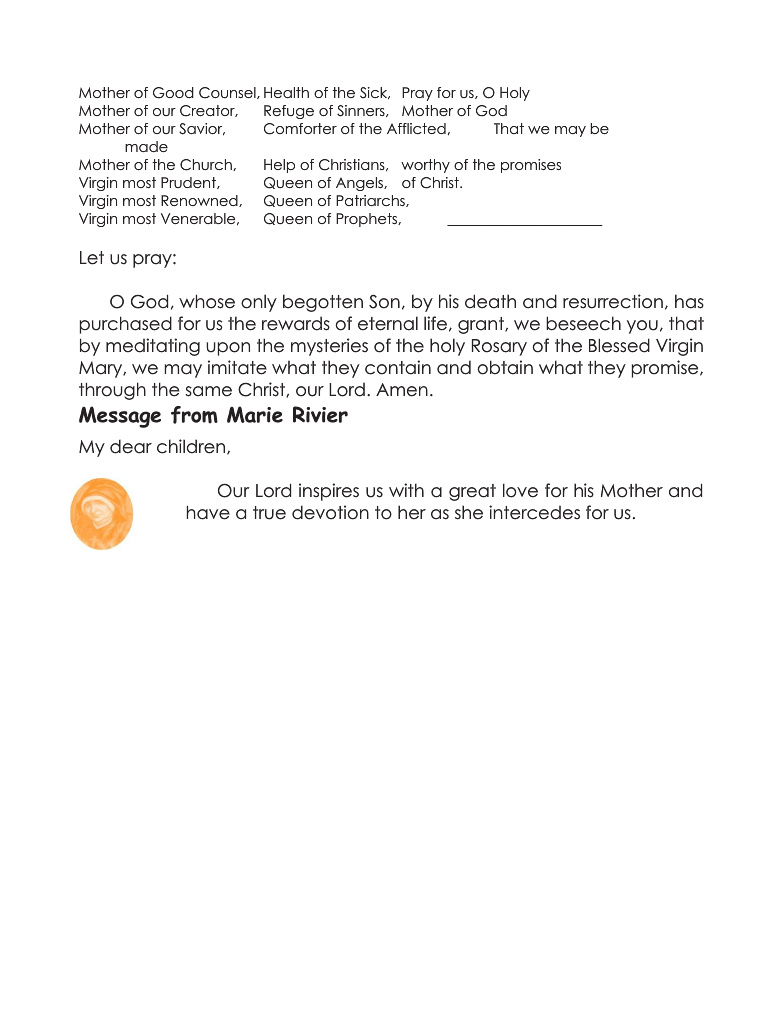 Mother of Good Counsel, Health of the Sick, Pray for us, O Holy
Mother of our Creator, Refuge of Sinners, Mother of God
Mother of our Savior, Comforter of the Afflicted, That we may be
made
Mother of the Church, Help of Christians, worthy of the promises
Virgin most Prudent, Queen of Angels, of Christ.
Virgin most Renowned, Queen of Patriarchs,
Virgin most Venerable, Queen of Prophets, ____________________
Let us pray:
O God, whose only begotten Son, by his death and resurrection, has
purchased for us the rewards of eternal life, grant, we beseech you, that
by meditating upon the mysteries of the holy Rosary of the Blessed Virgin
Mary, we may imitate what they contain and obtain what they promise,
through the same Christ, our Lord. Amen.
Message from Marie Rivier
My dear children,
Our Lord inspires us with a great love for his Mother and
have a true devotion to her as she intercedes for us.